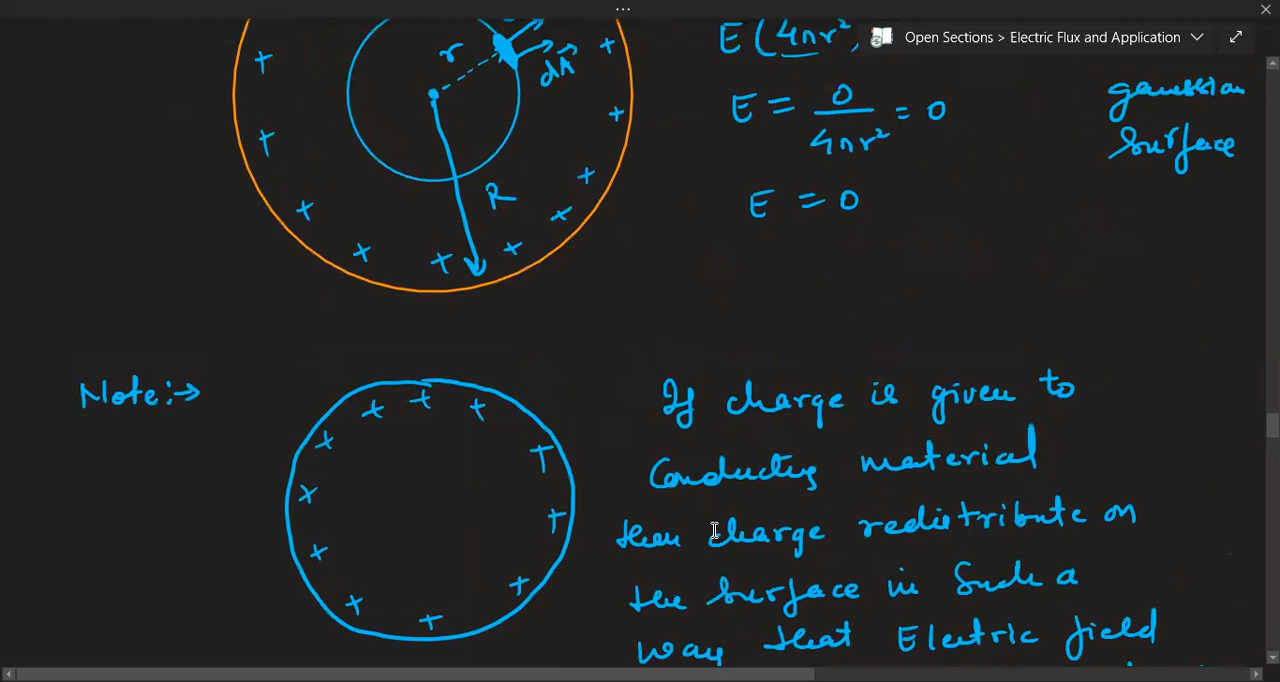 ...
Open Sections > Electric Flux and Application
E (4πr²,
r
dA
E = 0/4πr² = 0
gaussian
surface
R
E = 0
Note:→
If charge is given to
Conducting material
then charge redistribute on
the surface in Such a
way that Electric field